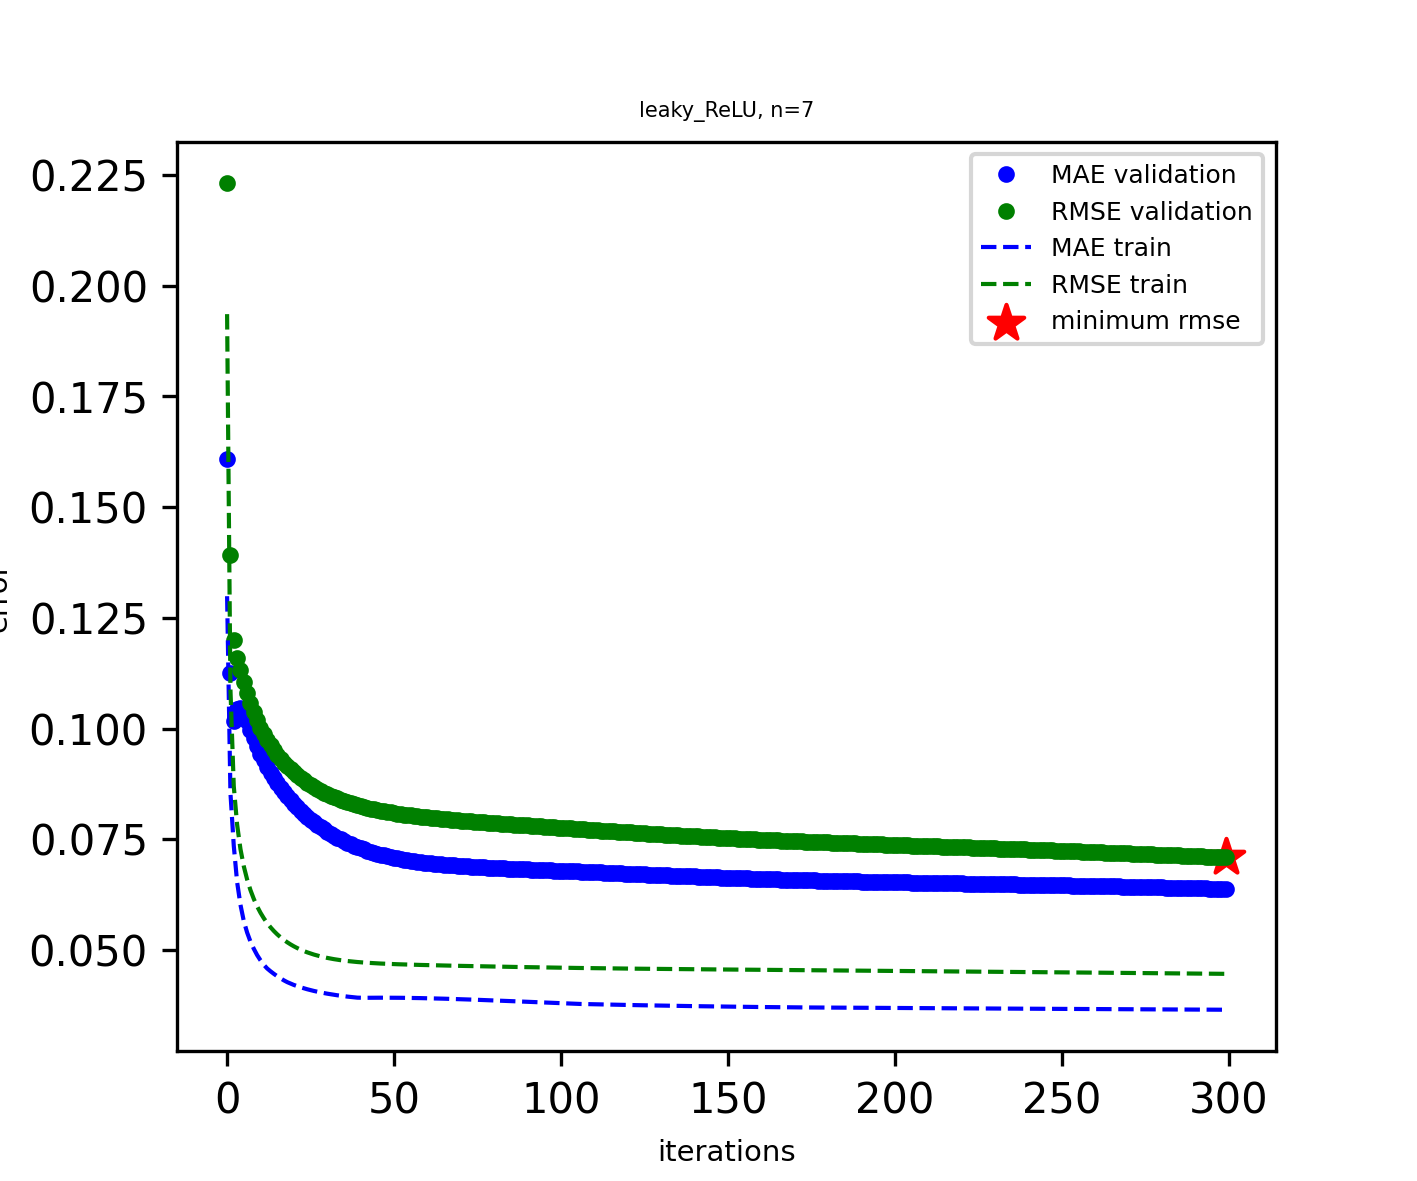 leaky_ReLU, n=7
0.225
0.200
0.175
0.150
0.125
0.100
0.075
0.050
MAE validation
RMSE validation
MAE train
RMSE train
minimum rmse
0 50 100 150 200 250 300
iterations